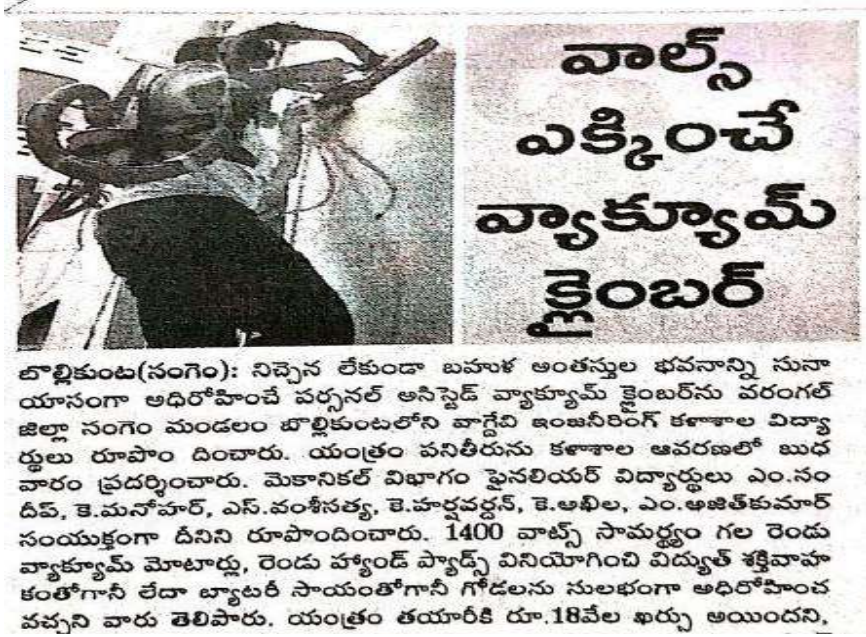 వాల్స్
ఎక్కించే
వ్యాక్యూమ్
క్లైంబర్
బొల్లికుంట(సంగెం): నిచ్చెన లేకుండా బహుళ అంతస్తుల భవనాన్ని సునా
యాసంగా అధిరోహించే పర్సనల్ అసిస్టెడ్ వ్యాక్యూమ్ క్లైంబర్‌ను వరంగల్
జిల్లా సంగెం మండలం బొల్లికుంటలోని వాగ్దేవి ఇంజనీరింగ్ కళాశాల విద్యా
ర్థులు రూపొం దించారు. యంత్రం పనితీరును కళాశాల ఆవరణలో బుధ
వారం ప్రదర్శించారు. మెకానికల్ విభాగం ఫైనలియర్ విద్యార్థులు ఎం.సం
దీప్, కె.మనోహర్, ఎస్.వంశీసత్య, కె.హర్షవర్ధన్, కె.అఖిల, ఎం.అజిత్‌కుమార్
సంయుక్తంగా దీనిని రూపొందించారు. 1400 వాట్స్ సామర్థ్యం గల రెండు
వ్యాక్యూమ్ మోటార్లు, రెండు హ్యాండ్ ప్యాడ్స్ వినియోగించి విద్యుత్ శక్తివాహ
కంతోగానీ లేదా బ్యాటరీ సాయంతోగానీ గోడలను సులభంగా అధిరోహించ
వచ్చని వారు తెలిపారు. యంత్రం తయారీకి రూ.18వేల ఖర్చు అయిందని,